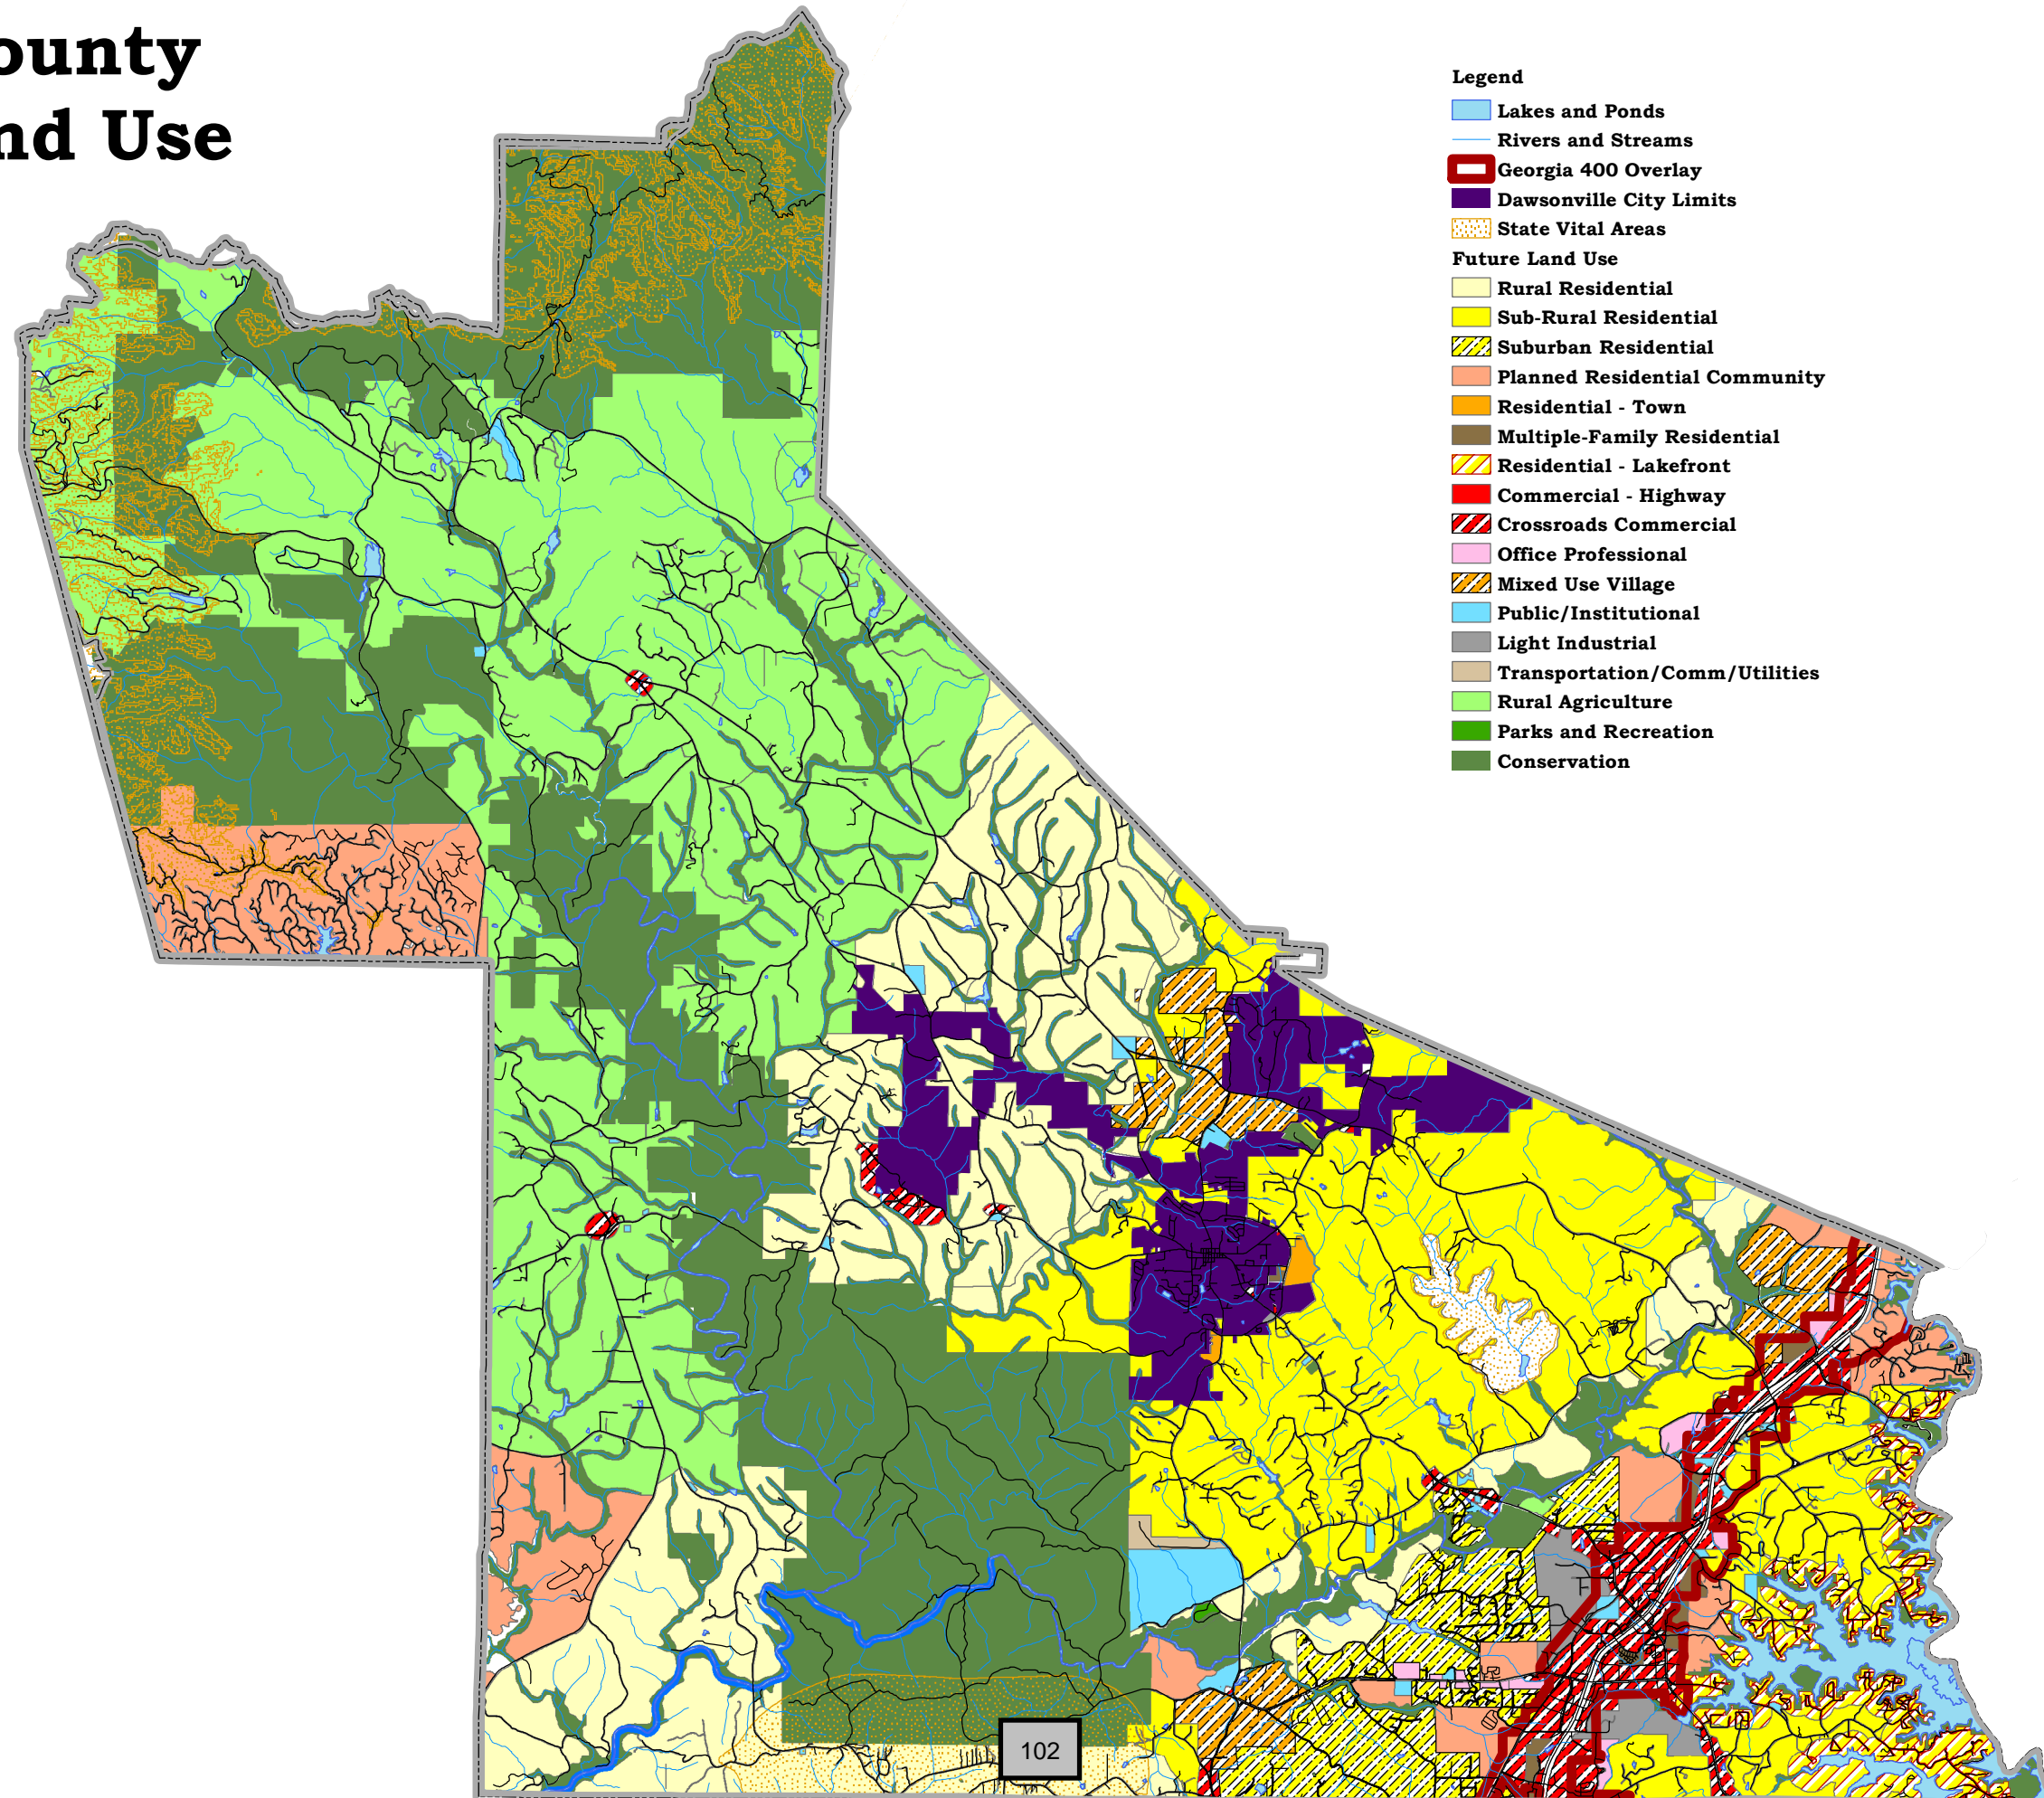 ounty
nd Use
Legend
Lakes and Ponds
Rivers and Streams
Georgia 400 Overlay
Dawsonville City Limits
State Vital Areas
Future Land Use
Rural Residential
Sub-Rural Residential
Suburban Residential
Planned Residential Community
Residential - Town
Multiple-Family Residential
Residential - Lakefront
Commercial - Highway
Crossroads Commercial
Office Professional
Mixed Use Village
Public/Institutional
Light Industrial
Transportation/Comm/Utilities
Rural Agriculture
Parks and Recreation
Conservation
102